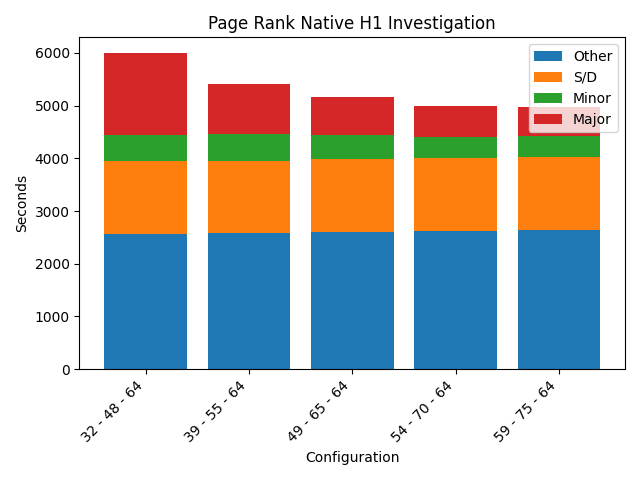 Page Rank Native H1 Investigation
Other
S/D
Minor
Major
Seconds
6000
5000
4000
3000
2000
1000
0
32 - 48 - 64
39 - 55 - 64
49 - 65 - 64
54 - 70 - 64
59 - 75 - 64
Configuration